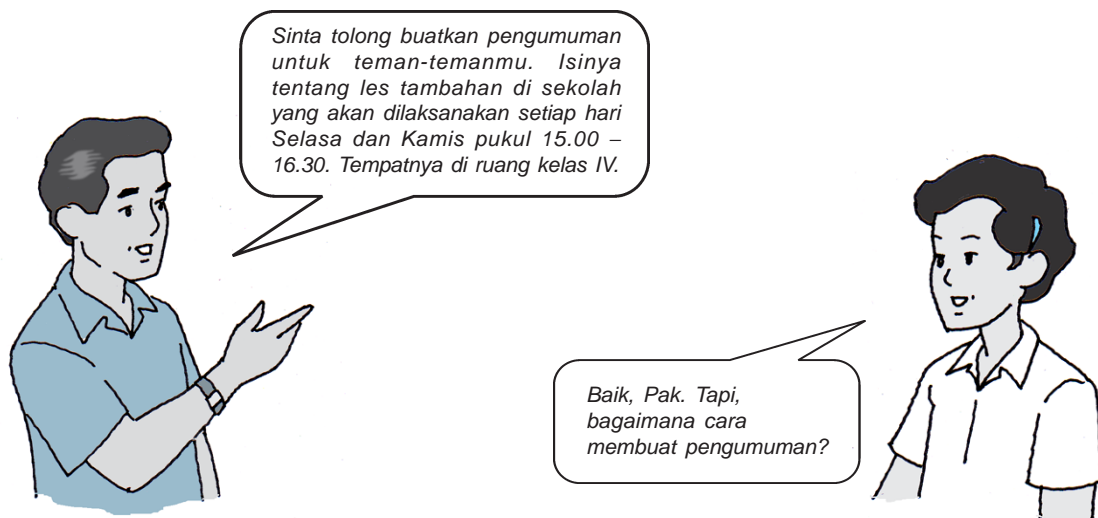 Sinta tolong buatkan pengumuman
untuk teman-temanmu. Isinya
tentang les tambahan di sekolah
yang akan dilaksanakan setiap hari
Selasa dan Kamis pukul 15.00 –
16.30. Tempatnya di ruang kelas IV.
Baik, Pak. Tapi,
bagaimana cara
membuat pengumuman?